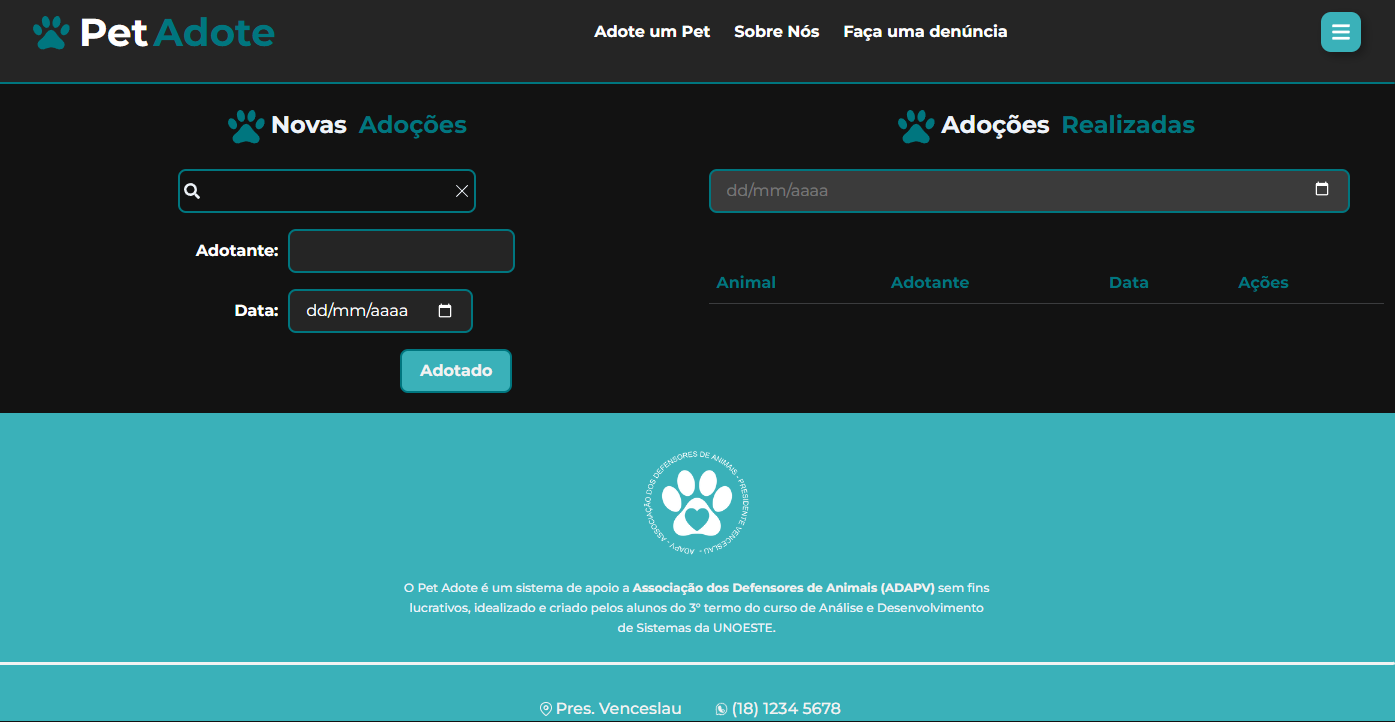 Pet Adote
Adote um Pet Sobre Nós Faça uma denúncia
Novas Adoções
Adoções Realizadas
dd/mm/aaaa
Adotante:
Data: dd/mm/aaaa
Animal Adotante Data Ações
Adotado
ASSOCIAÇÃO DOS DEFENSORES DE ANIMAIS - PRESIDENTE VENCESLAU - ADAPV -
O Pet Adote é um sistema de apoio a Associação dos Defensores de Animais (ADAPV) sem fins
lucrativos, idealizado e criado pelos alunos do 3° termo do curso de Análise e Desenvolvimento
de Sistemas da UNOESTE.
Pres. Venceslau (18) 1234 5678